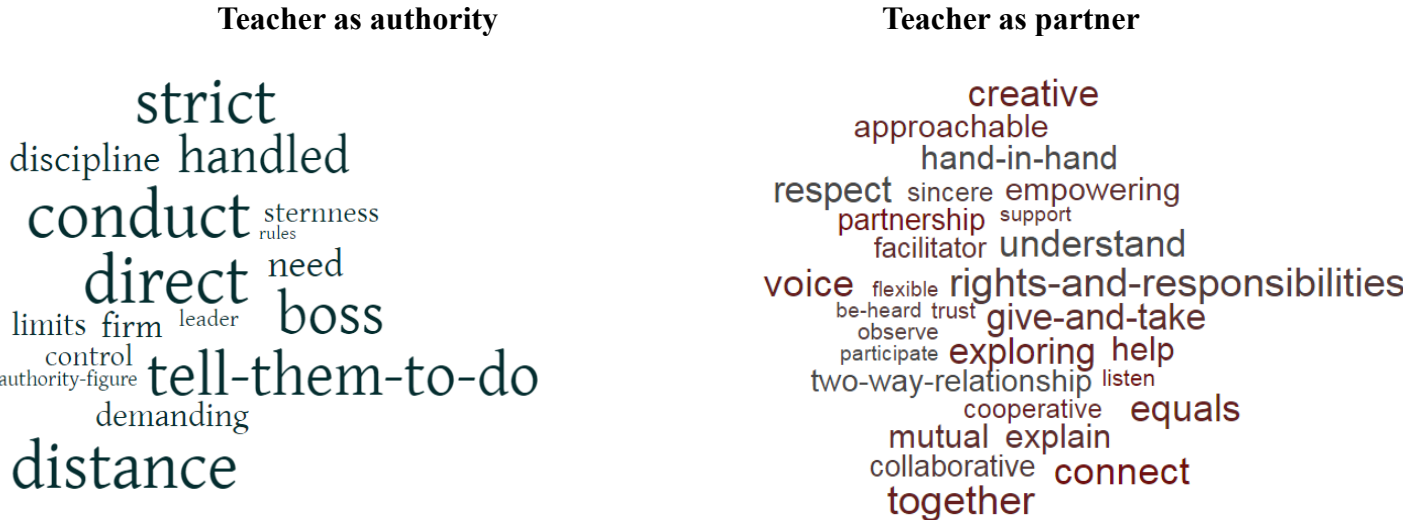 Teacher as authority
strict
discipline handled
conduct sternness
rules
direct need
boss
limits firm leader
control
authority-figure tell-them-to-do
demanding
distance
Teacher as partner
creative
approachable
hand-in-hand
respect sincere empowering
partnership support
facilitator understand
voice flexible rights-and-responsibilities
be-heard trust give-and-take
observe
participate exploring help
two-way-relationship listen
cooperative equals
mutual explain
collaborative connect
together